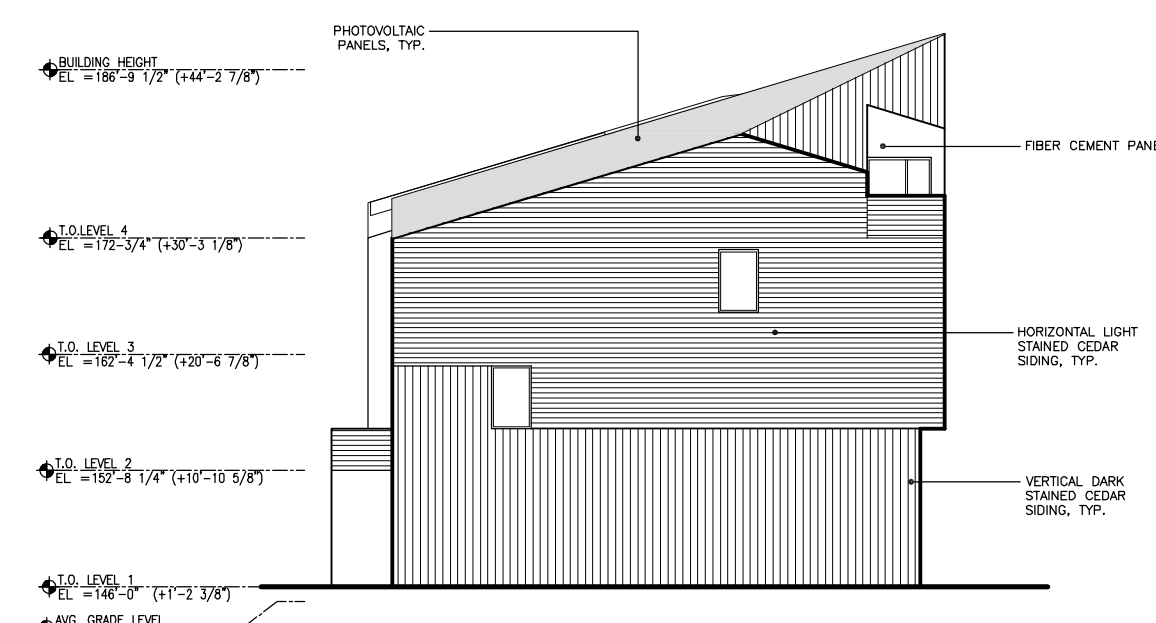 PHOTOVOLTAIC
PANELS, TYP.
BUILDING HEIGHT
EL =186'-9 1/2" (+44'-2 7/8")
FIBER CEMENT PANE
T.O.LEVEL 4
EL =172-3/4" (+30'-3 1/8")
HORIZONTAL LIGHT
STAINED CEDAR
SIDING, TYP.
T.O. LEVEL 3
EL =162'-4 1/2" (+20'-6 7/8")
T.O. LEVEL 2
EL =152'-8 1/4" (+10'-10 5/8")
VERTICAL DARK
STAINED CEDAR
SIDING, TYP.
T.O. LEVEL 1
EL =146'-0" (+1'-2 3/8")
AVG. GRADE LEVEL